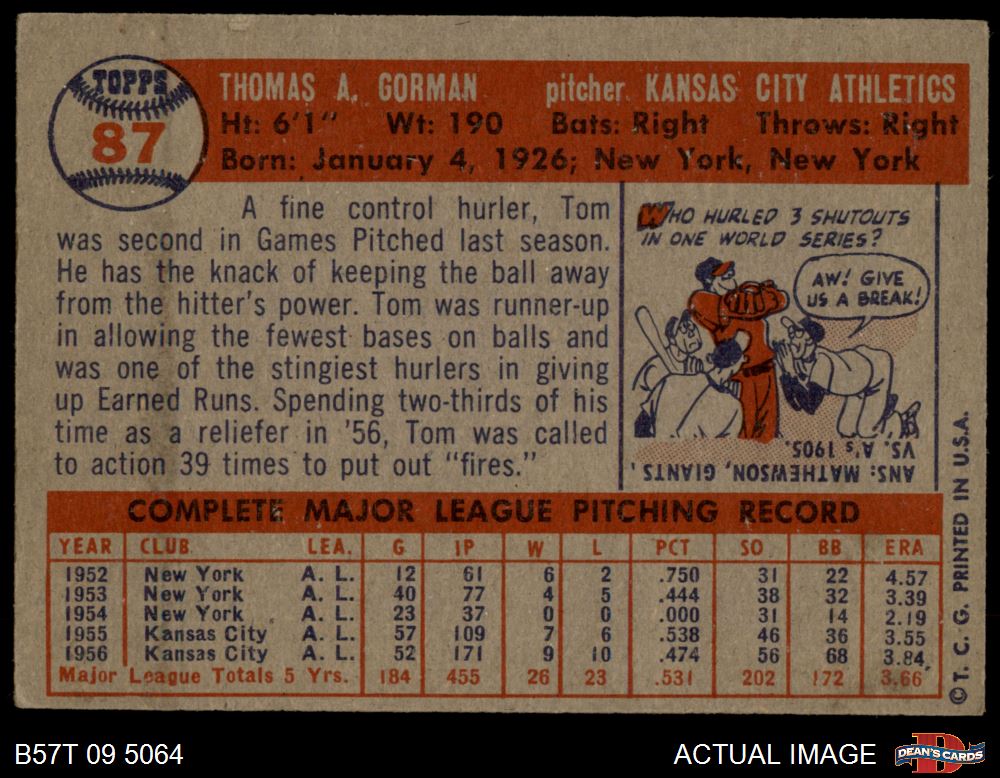 TOPPS
87
THOMAS A. GORMAN pitcher KANSAS CITY ATHLETICS
Ht: 6'1" Wt: 190 Bats: Right Throws: Right
Born: January 4, 1926; New York, New York
A fine control hurler, Tom
was second in Games Pitched last season.
He has the knack of keeping the ball away
from the hitter's power. Tom was runner-up
in allowing the fewest bases on balls and
was one of the stingiest hurlers in giving
up Earned Runs. Spending two-thirds of his
time as a reliefer in '56, Tom was called
to action 39 times to put out "fires."
WHO HURLED 3 SHUTOUTS
IN ONE WORLD SERIES?
AW! GIVE
US A BREAK!
ANS: MATHEWSON, GIANTS,
VS. A's 1905.
COMPLETE MAJOR LEAGUE PITCHING RECORD
YEAR CLUB LEA. G IP W L PCT SO BB ERA
1952 New York A. L. 12 61 6 2 .750 31 22 4.57
1953 New York A. L. 40 77 4 5 .444 38 32 3.39
1954 New York A. L. 23 37 0 0 .000 31 14 2.19
1955 Kansas City A. L. 57 109 7 6 .538 46 36 3.55
1956 Kansas City A. L. 52 171 9 10 .474 56 68 3.84
Major League Totals 5 Yrs. 184 455 26 23 .531 202 172 3.66
© T. C. G. PRINTED IN U.S.A.
B57T 09 5064
ACTUAL IMAGE
DEAN'S CARDS